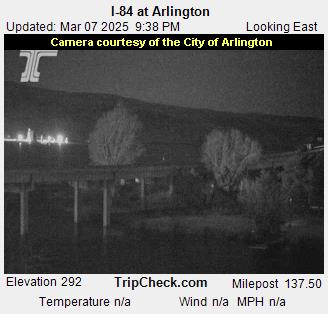 I-84 at Arlington
Updated: Mar 07 2025 9:38 PM Looking East
Camera courtesy of the City of Arlington
Elevation 292 TripCheck.com Milepost 137.50
Temperature n/a Wind n/a MPH n/a